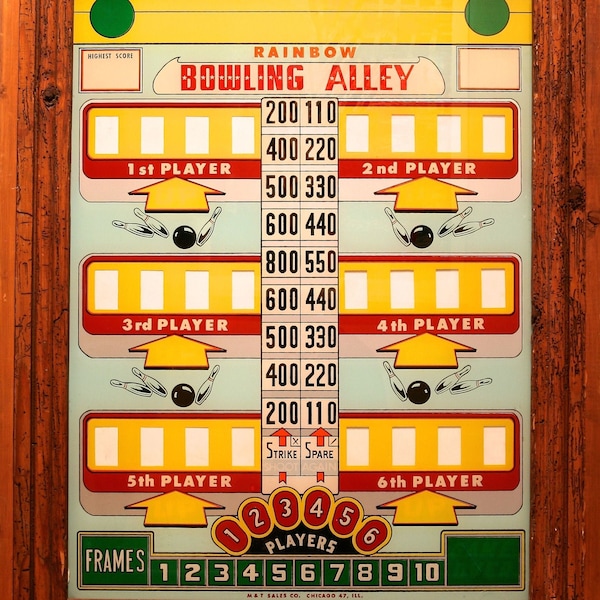 HIGHEST SCORE
RAINBOW
BOWLING ALLEY
200 110
1st PLAYER
2nd PLAYER
400 220
500 330
600 440
800 550
3rd PLAYER
4th PLAYER
600 440
500 330
400 220
200 110
X /
STRIKE SPARE
SHOOT AGAIN
5th PLAYER
6th PLAYER
1 2 3 4 5 6
PLAYERS
FRAMES 1 2 3 4 5 6 7 8 9 10
M & T SALES CO. CHICAGO 47, ILL.